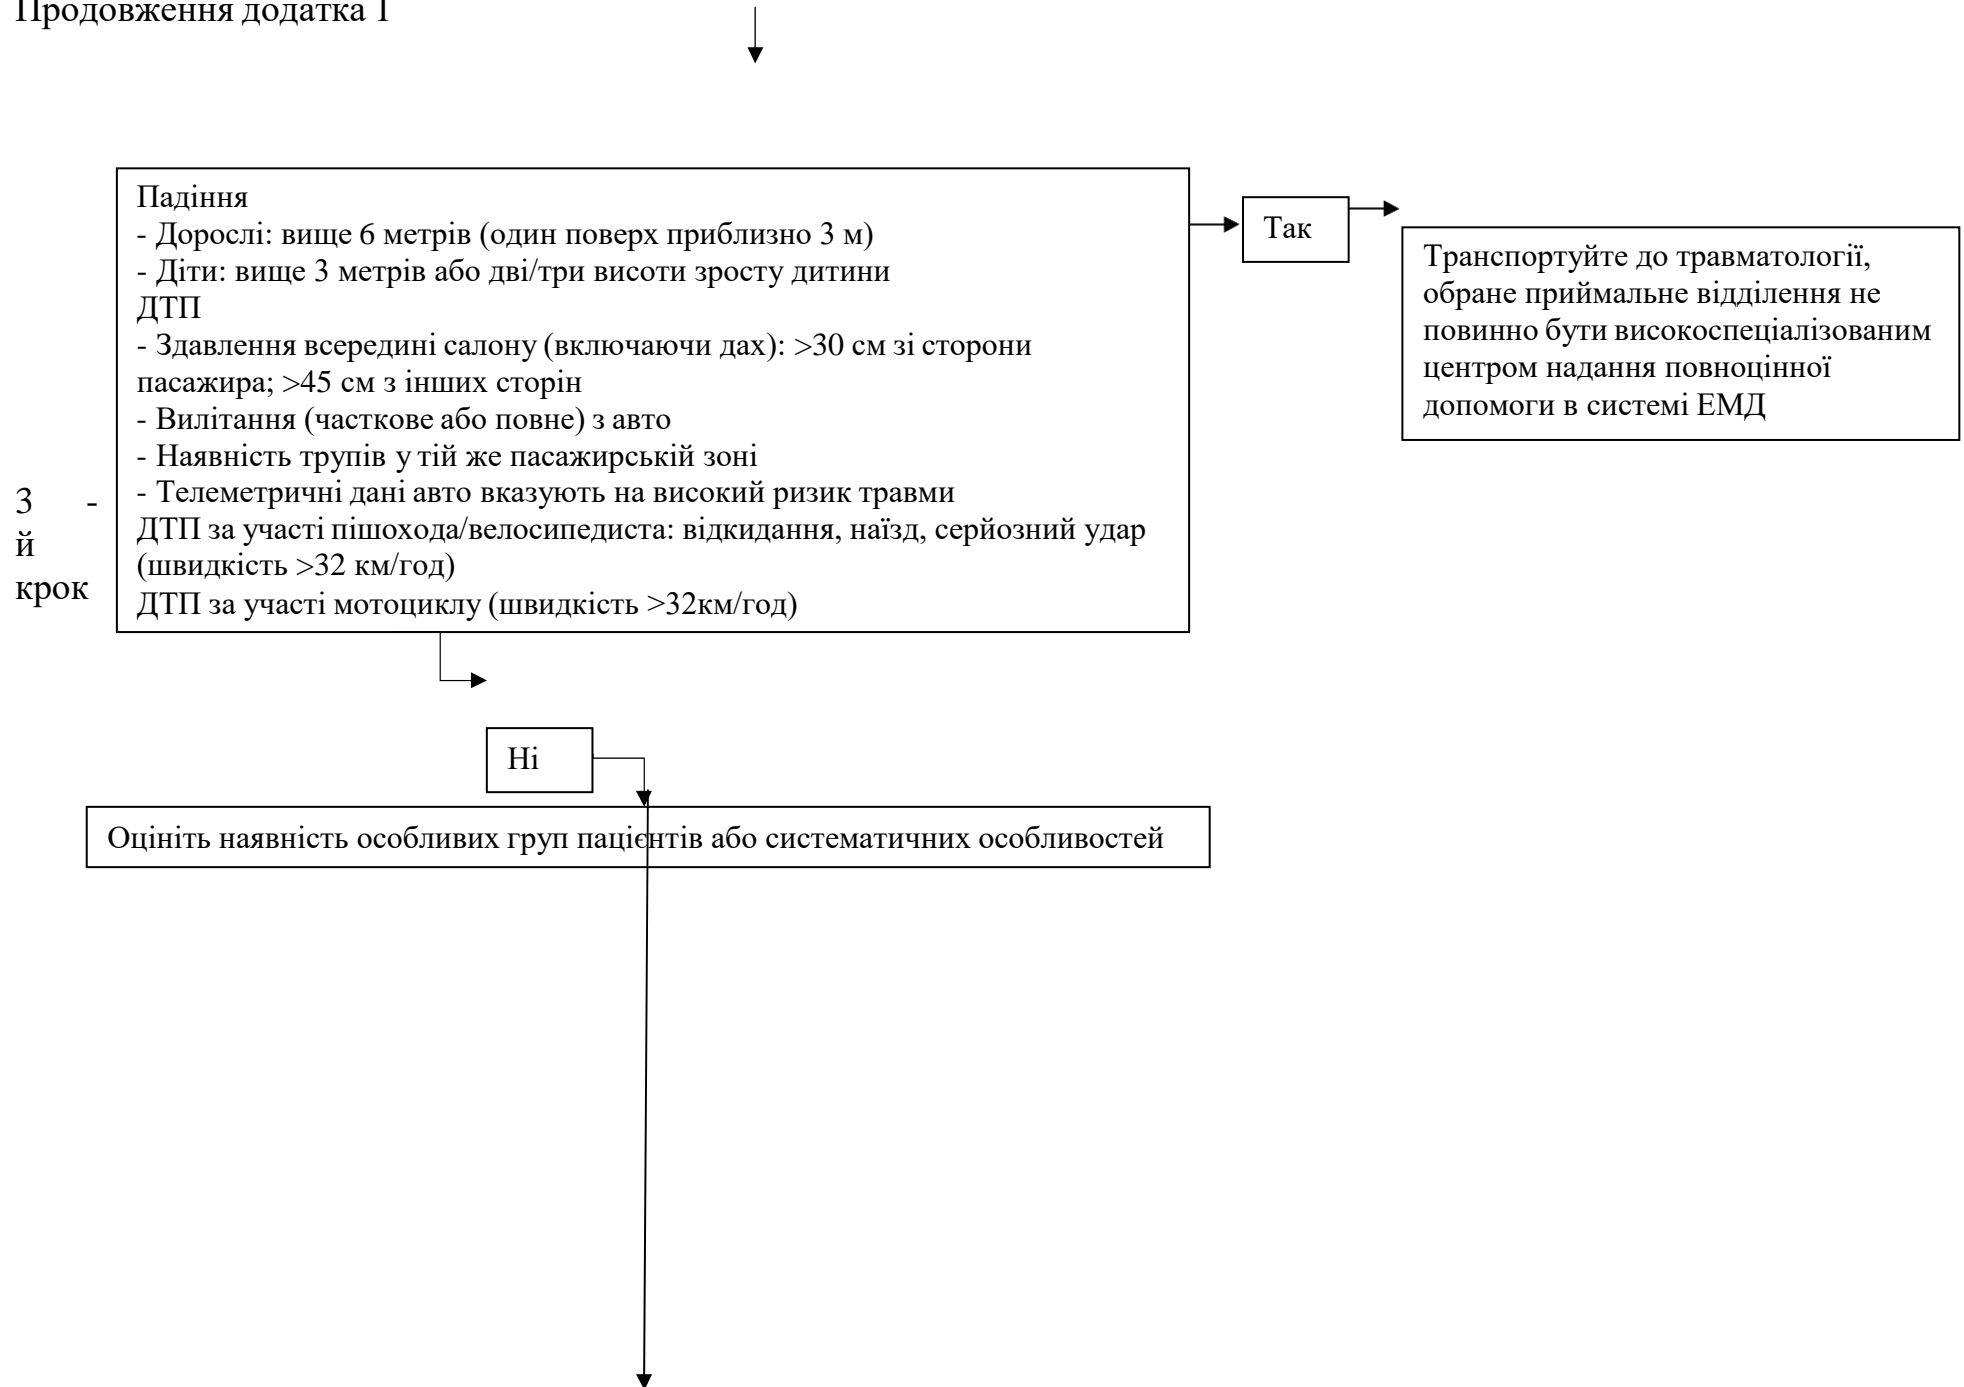 Продовження додатка 1
Падіння
- Дорослі: вище 6 метрів (один поверх приблизно 3 м)
- Діти: вище 3 метрів або дві/три висоти зросту дитини
ДТП
- Здавлення всередині салону (включаючи дах): >30 см зі сторони
пасажира; >45 см з інших сторін
- Вилітання (часткове або повне) з авто
- Наявність трупів у тій же пасажирській зоні
- Телеметричні дані авто вказують на високий ризик травми
ДТП за участі пішохода/велосипедиста: відкидання, наїзд, серйозний удар
(швидкість >32 км/год)
ДТП за участі мотоциклу (швидкість >32км/год)
Так
Транспортуйте до травматології,
обране приймальне відділення не
повинно бути високоспеціалізованим
центром надання повноцінної
допомоги в системі ЕМД
3 -
й
крок
Ні
Оцініть наявність особливих груп пацієнтів або систематичних особливостей